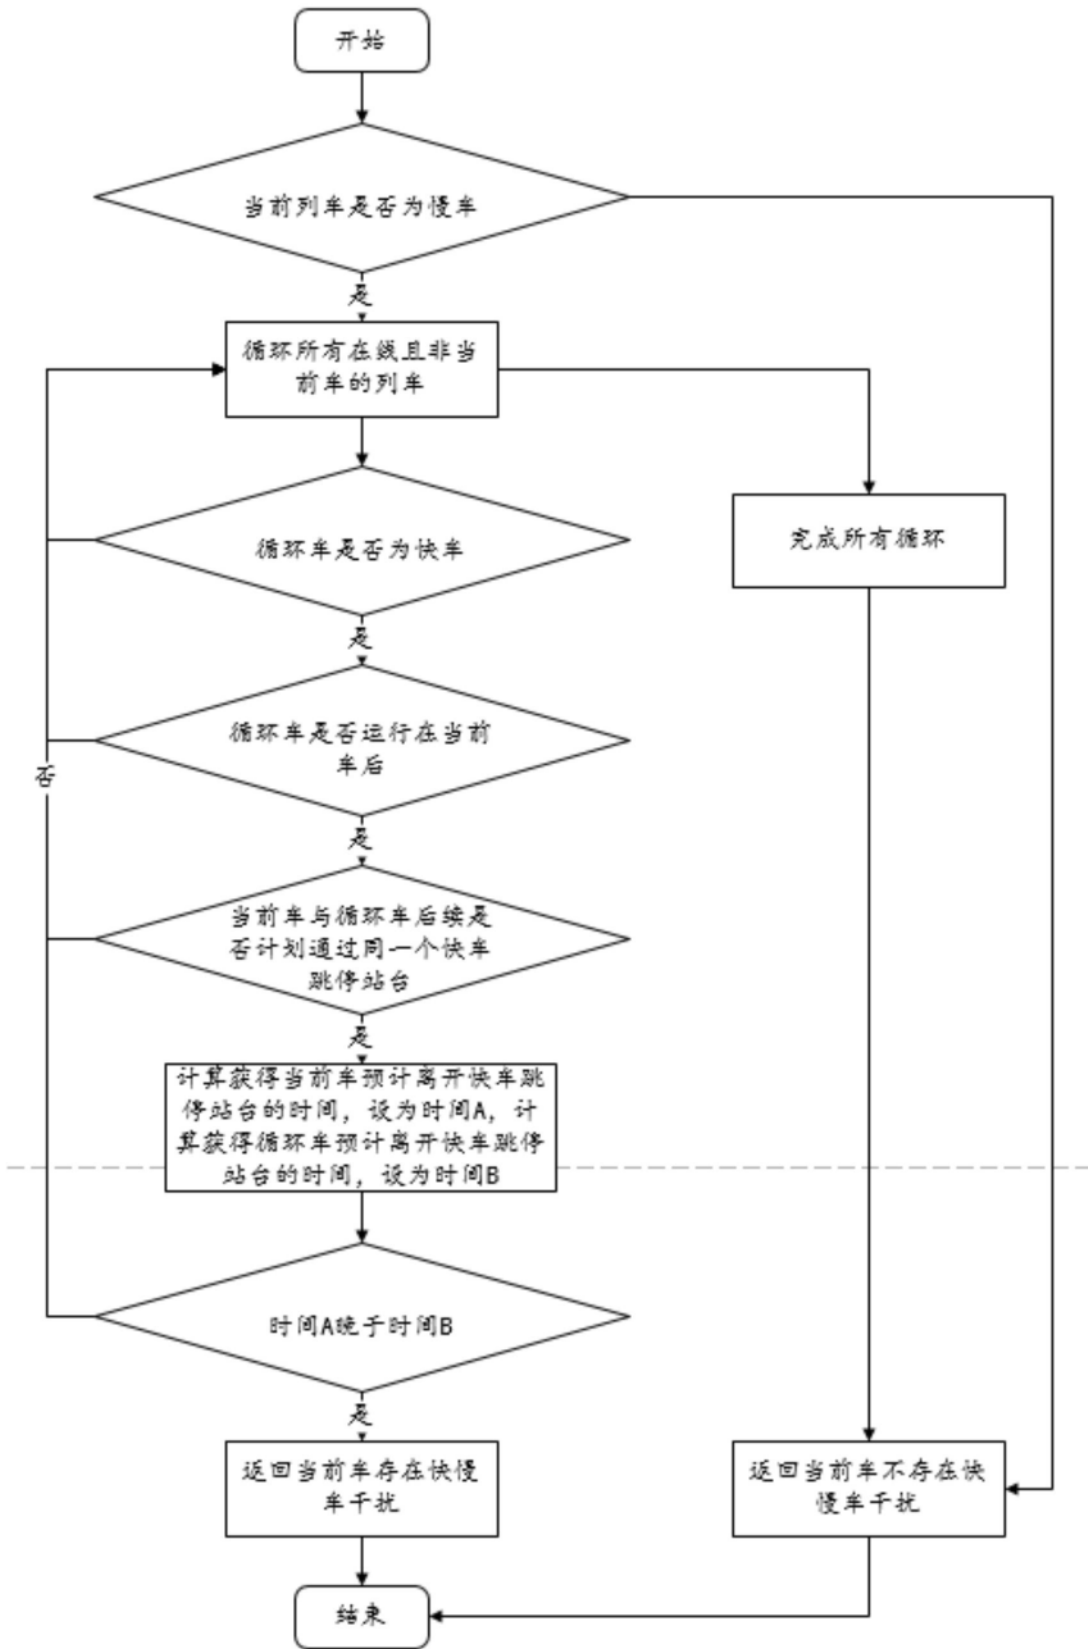 开始
当前列车是否为慢车
是
循环所有在线且非当
前车的列车
循环车是否为快车
完成所有循环
是
循环车是否运行在当前
车后
否
是
当前车与循环车后续是
否计划通过同一个快车
跳停站台
是
计算获得当前车预计离开快车跳
停站台的时间，设为时间A，计
算获得循环车预计离开快车跳停
站台的时间，设为时间B
时间A晚于时间B
是
返回当前车存在快慢
车干扰
返回当前车不存在快
慢车干扰
结束